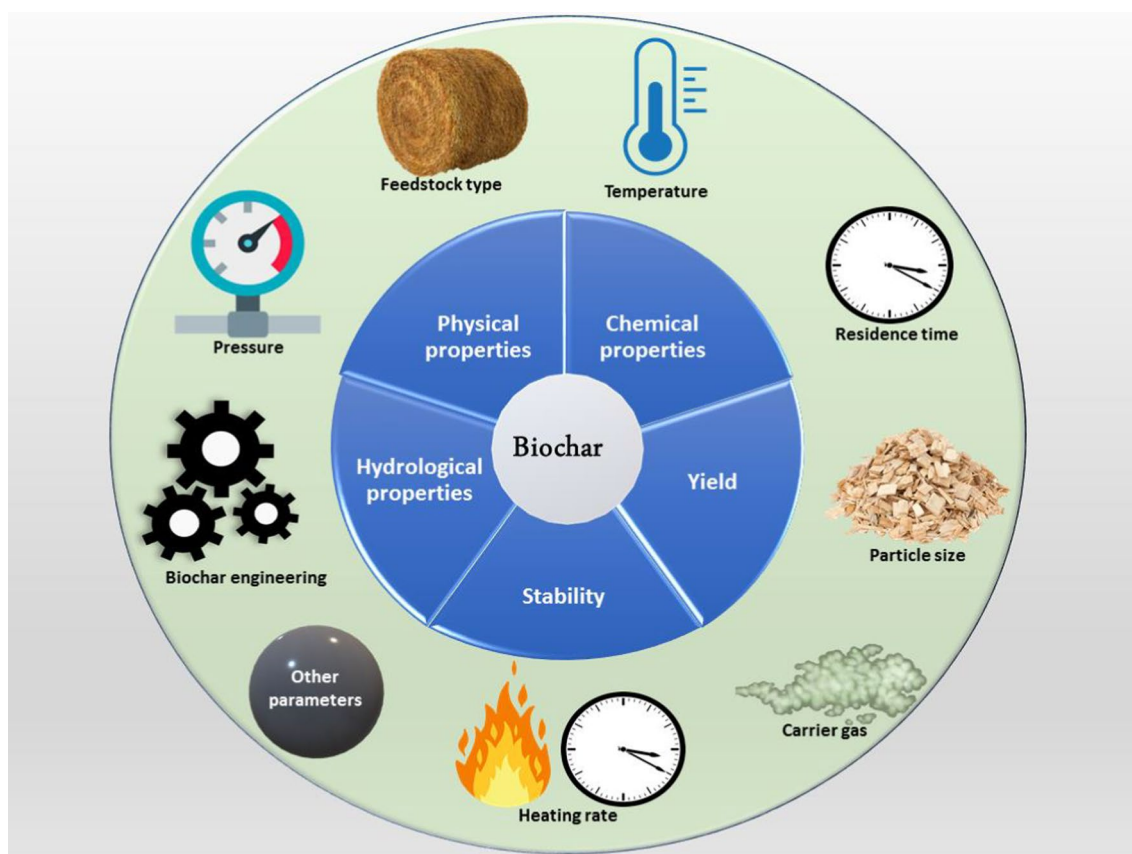 Feedstock type
Temperature
Pressure
Residence time
Physical
properties
Chemical
properties
Biochar
Hydrological
properties
Yield
Particle size
Biochar engineering
Stability
Other
parameters
Carrier gas
Heating rate